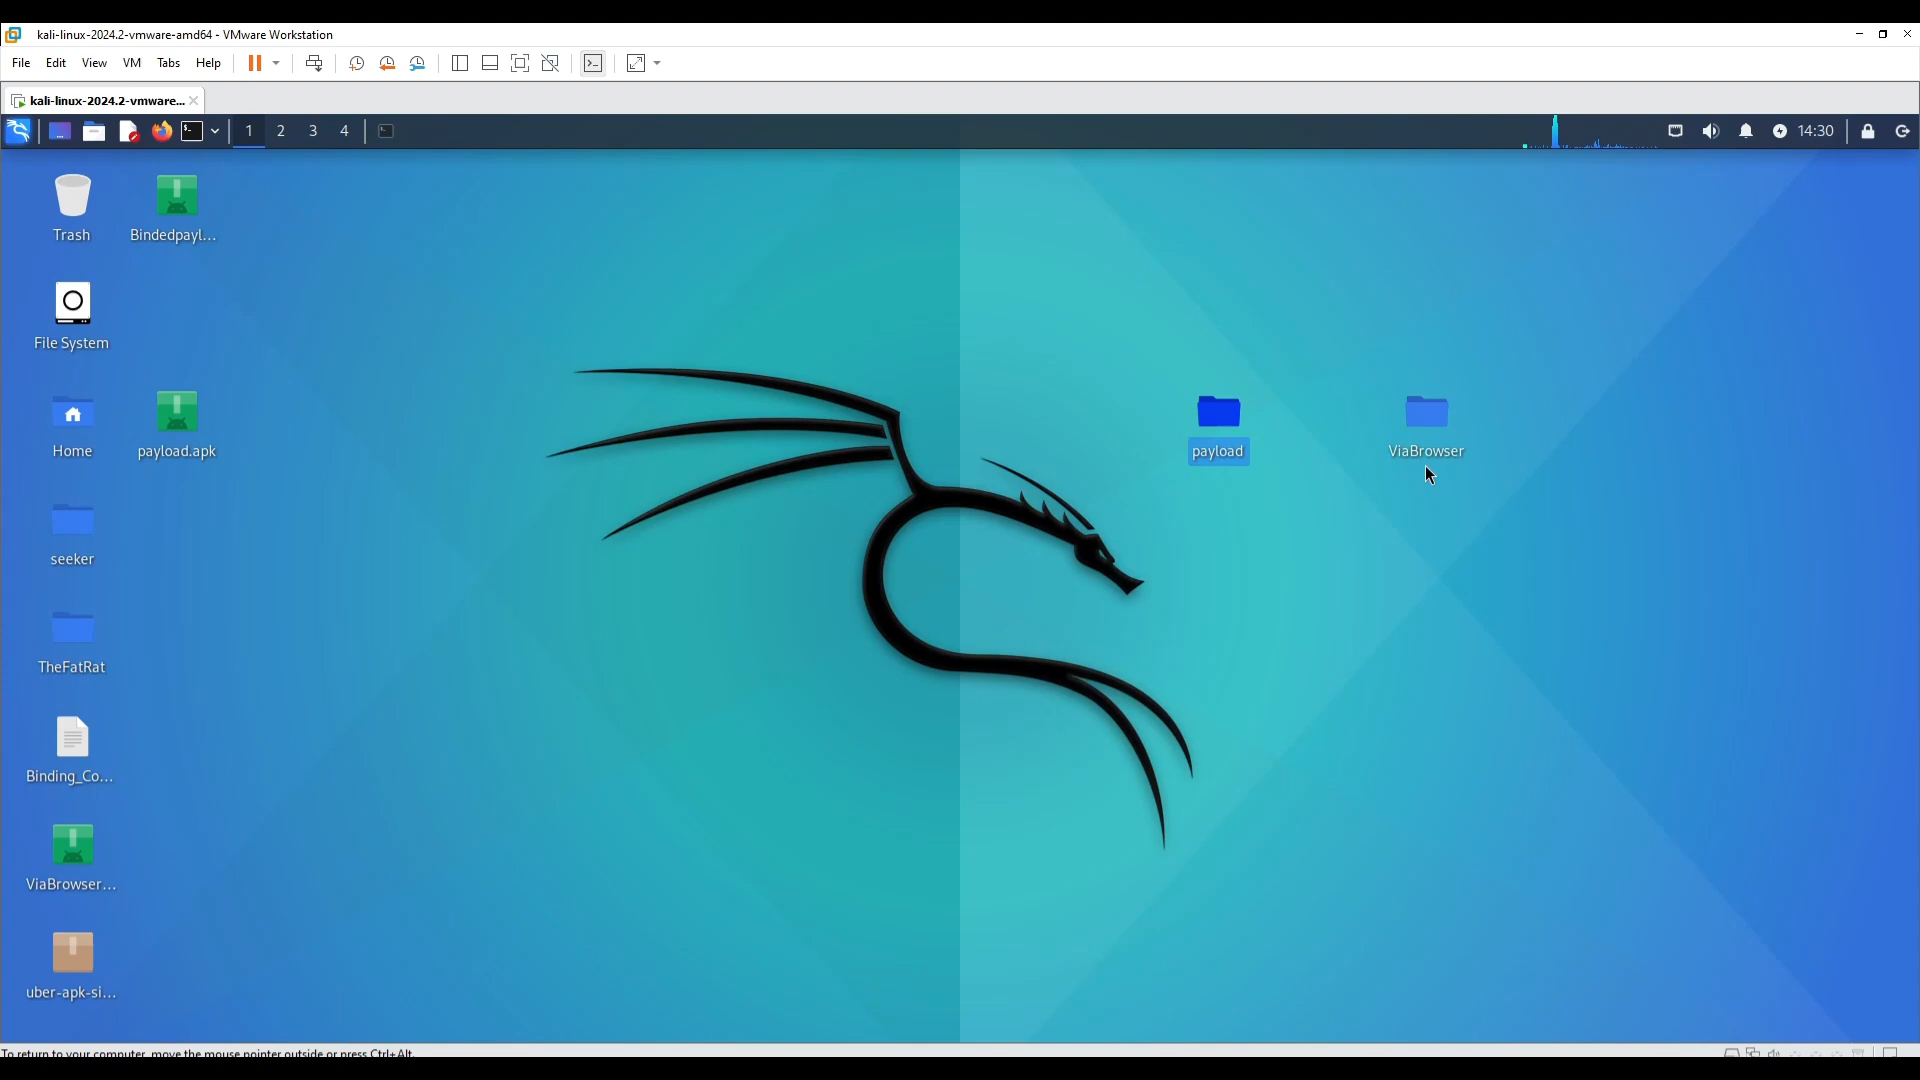 kali-linux-2024.2-vmware-amd64 - VMware Workstation
File Edit View VM Tabs Help
kali-linux-2024.2-vmware...
1 2 3 4 14:30
Trash Bindedpayl...
File System
Home payload.apk payload ViaBrowser
seeker
TheFatRat
Binding_Co...
ViaBrowser...
uber-apk-si...
To return to your computer, move the mouse pointer outside or press Ctrl+Alt.